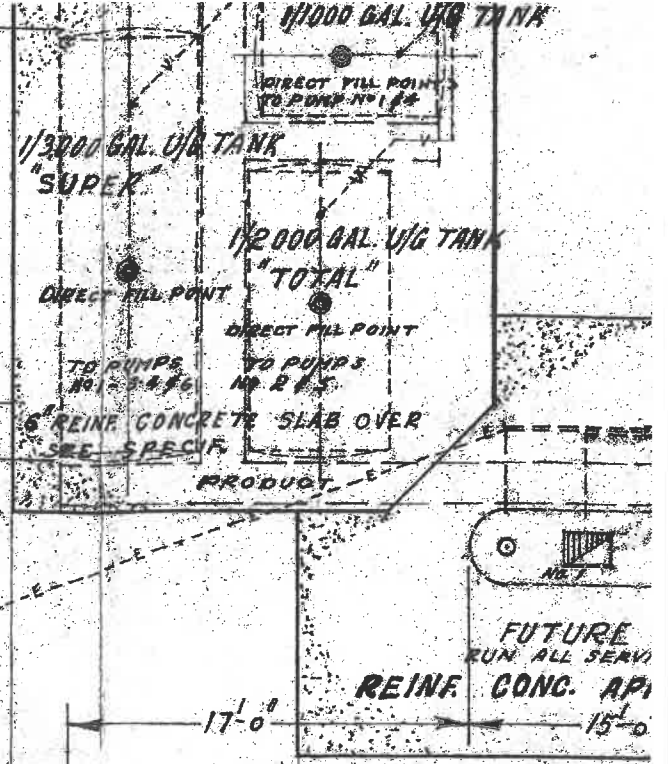 1/1000 GAL. U/G TANK
DIRECT FILL POINT
TO PUMP Nº 1 & 4
1/3000 GAL. U/G TANK
"SUPER"
DIRECT FILL POINT
TO PUMPS
Nº 1-3-4 & 6
1/2000 GAL. U/G TANK
"TOTAL"
DIRECT FILL POINT
TO PUMPS
Nº 2 & 5
6" REINF. CONCRETE SLAB OVER
SEE SPECIF.
PRODUCT
E
E
E
E
V
V
V
Nº 1
FUTURE
RUN ALL SERVI
REINF. CONC. AP
17'-0"
15'-0